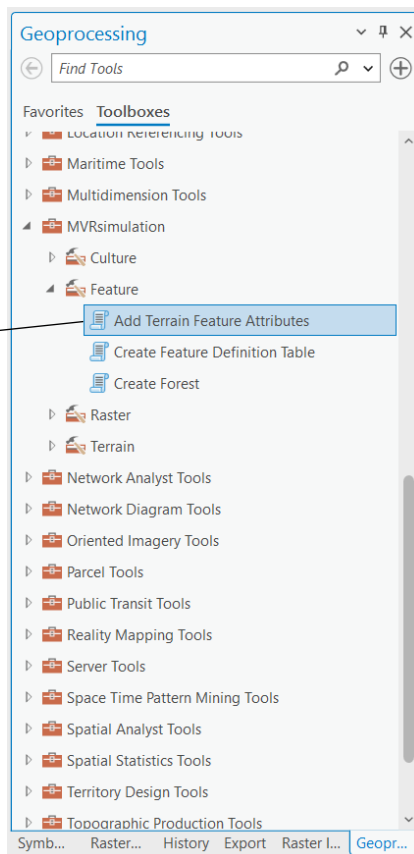 Geoprocessing
Find Tools
Favorites Toolboxes
Location Referencing Tools
Maritime Tools
Multidimension Tools
MVRsimulation
Culture
Feature
Add Terrain Feature Attributes
Create Feature Definition Table
Create Forest
Raster
Terrain
Network Analyst Tools
Network Diagram Tools
Oriented Imagery Tools
Parcel Tools
Public Transit Tools
Reality Mapping Tools
Server Tools
Space Time Pattern Mining Tools
Spatial Analyst Tools
Spatial Statistics Tools
Territory Design Tools
Topographic Production Tools
Symb... Raster... History Export Raster I... Geopr...